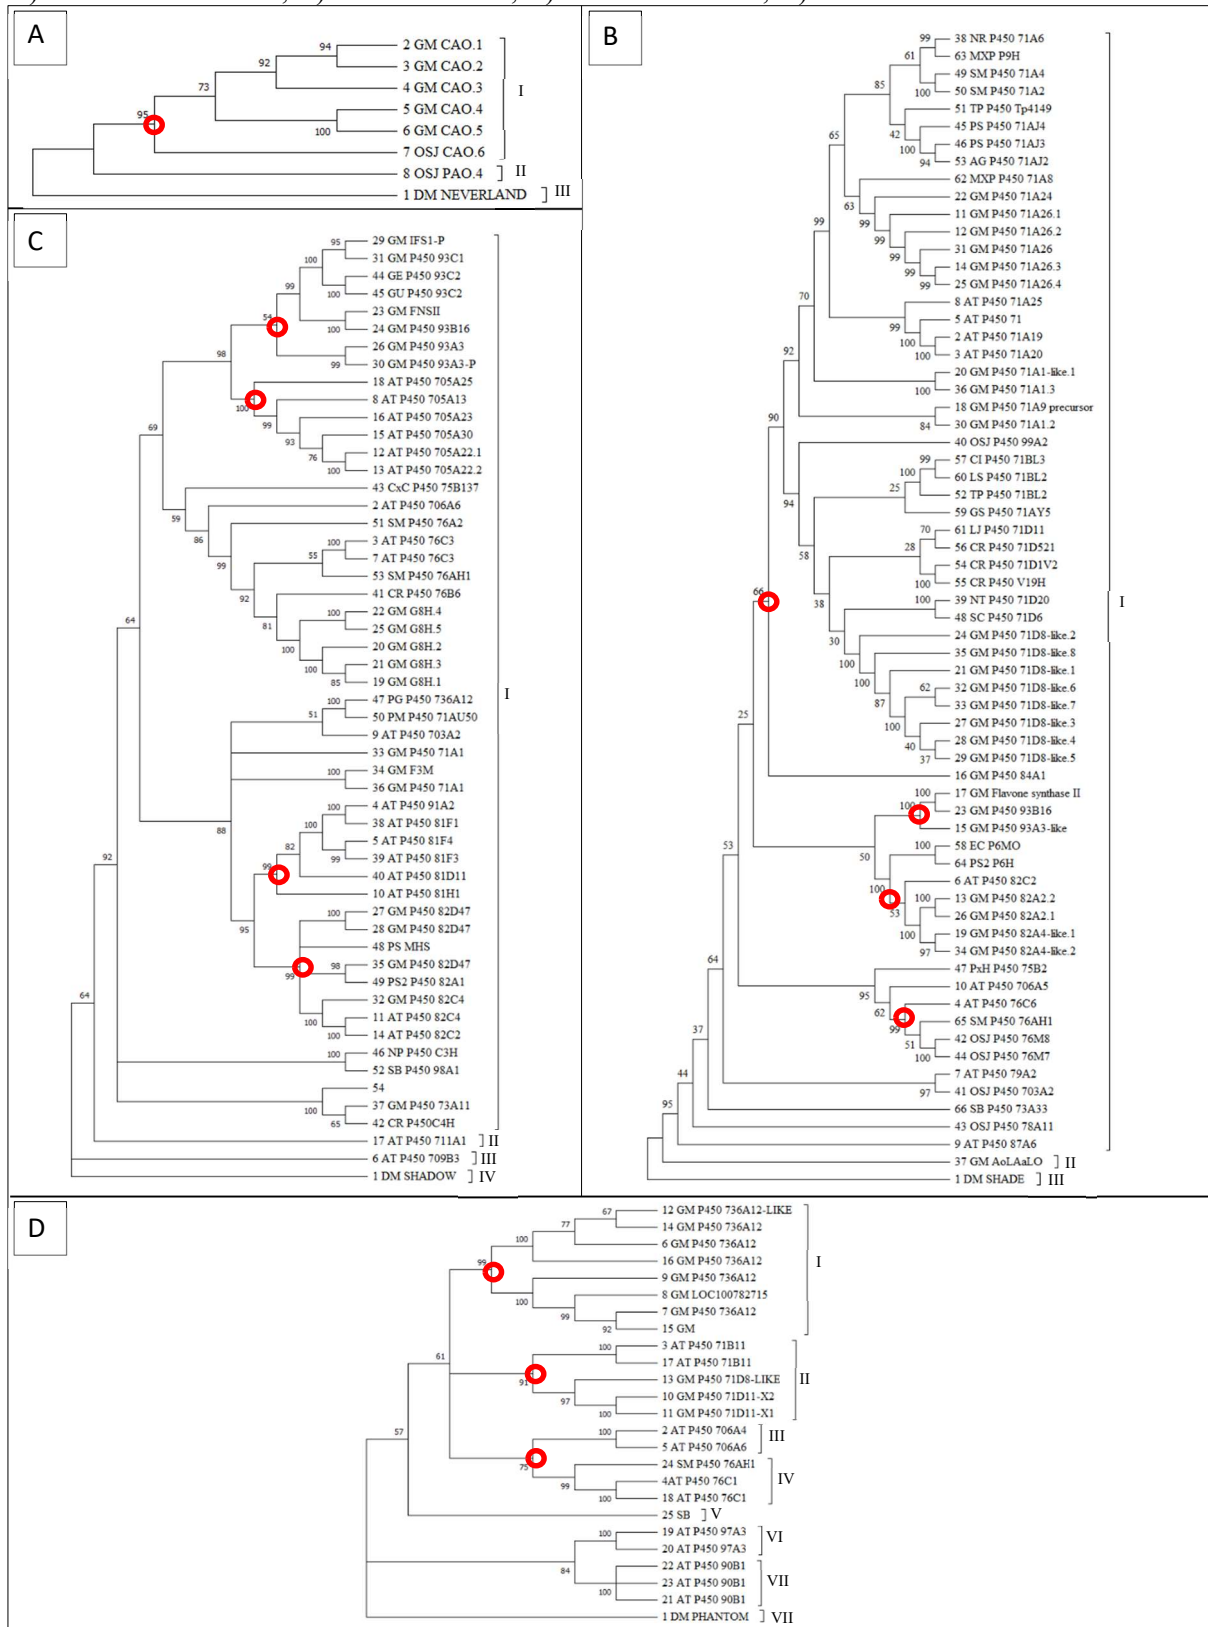 A
94
2 GM CAO.1
3 GM CAO.2
92
4 GM CAO.3
73
I
5 GM CAO.4
100
6 GM CAO.5
95
7 OSJ CAO.6
8 OSJ PAO.4
II
1 DM NEVERLAND
III
B
99
38 NR P450 71A6
61
63 MXP P9H
85
49 SM P450 71A4
100
50 SM P450 71A2
51 TP P450 Tp4149
42
45 PS P450 71AJ4
65
100
46 PS P450 71AJ3
94
53 AG P450 71AJ2
62 MXP P450 71A8
63
22 GM P450 71A24
99
11 GM P450 71A26.1
99
12 GM P450 71A26.2
99
31 GM P450 71A26
99
14 GM P450 71A26.3
99
25 GM P450 71A26.4
99
8 AT P450 71A25
70
99
5 AT P450 71
100
2 AT P450 71A19
100
3 AT P450 71A20
92
20 GM P450 71A1-like.1
100
36 GM P450 71A1.3
18 GM P450 71A9 precursor
84
30 GM P450 71A1.2
90
40 OSJ P450 99A2
94
99
57 CI P450 71BL3
100
60 LS P450 71BL2
25
52 TP P450 71BL2
59 GS P450 71AY5
58
70
61 LJ P450 71D11
28
56 CR P450 71D521
54 CR P450 71D1V2
100
55 CR P450 V19H
38
100
39 NT P450 71D20
48 SC P450 71D6
30
24 GM P450 71D8-like.2
100
35 GM P450 71D8-like.8
100
21 GM P450 71D8-like.1
87
62
32 GM P450 71D8-like.6
33 GM P450 71D8-like.7
100
27 GM P450 71D8-like.3
40
28 GM P450 71D8-like.4
37
29 GM P450 71D8-like.5
66
16 GM P450 84A1
I
25
100
17 GM Flavone synthase II
100
23 GM P450 93B16
15 GM P450 93A3-like
50
100
58 EC P6MO
64 PS2 P6H
100
6 AT P450 82C2
53
100
13 GM P450 82A2.2
26 GM P450 82A2.1
100
19 GM P450 82A4-like.1
97
34 GM P450 82A4-like.2
53
47 PxH P450 75B2
95
10 AT P450 706A5
62
4 AT P450 76C6
99
65 SM P450 76AH1
51
42 OSJ P450 76M8
100
44 OSJ P450 76M7
64
7 AT P450 79A2
97
41 OSJ P450 703A2
37
66 SB P450 73A33
44
43 OSJ P450 78A11
95
9 AT P450 87A6
37 GM AoLAaLO
II
1 DM SHADE
III
C
95
29 GM IFS1-P
100
31 GM P450 93C1
99
44 GE P450 93C2
100
45 GU P450 93C2
54
23 GM FNSII
100
24 GM P450 93B16
26 GM P450 93A3
99
30 GM P450 93A3-P
98
18 AT P450 705A25
100
8 AT P450 705A13
99
16 AT P450 705A23
93
15 AT P450 705A30
76
12 AT P450 705A22.1
100
13 AT P450 705A22.2
69
43 CxC P450 75B137
59
2 AT P450 706A6
86
51 SM P450 76A2
99
100
3 AT P450 76C3
55
7 AT P450 76C3
53 SM P450 76AH1
92
41 CR P450 76B6
81
100
22 GM G8H.4
25 GM G8H.5
100
20 GM G8H.2
100
21 GM G8H.3
85
19 GM G8H.1
64
I
100
47 PG P450 736A12
51
50 PM P450 71AU50
9 AT P450 703A2
33 GM P450 71A1
100
34 GM F3M
36 GM P450 71A1
88
100
4 AT P450 91A2
100
38 AT P450 81F1
82
5 AT P450 81F4
99
39 AT P450 81F3
99
40 AT P450 81D11
10 AT P450 81H1
95
100
27 GM P450 82D47
28 GM P450 82D47
48 PS MHS
99
98
35 GM P450 82D47
49 PS2 P450 82A1
32 GM P450 82C4
100
11 AT P450 82C4
100
14 AT P450 82C2
92
100
46 NP P450 C3H
52 SB P450 98A1
54
100
37 GM P450 73A11
65
42 CR P450C4H
64
17 AT P450 711A1
II
6 AT P450 709B3
III
1 DM SHADOW
IV
D
67
12 GM P450 736A12-LIKE
77
14 GM P450 736A12
100
6 GM P450 736A12
99
16 GM P450 736A12
I
9 GM P450 736A12
100
8 GM LOC100782715
99
7 GM P450 736A12
92
15 GM
61
100
3 AT P450 71B11
17 AT P450 71B11
91
13 GM P450 71D8-LIKE
II
97
10 GM P450 71D11-X2
100
11 GM P450 71D11-X1
57
100
2 AT P450 706A4
III
5 AT P450 706A6
75
24 SM P450 76AH1
99
4AT P450 76C1
IV
100
18 AT P450 76C1
25 SB
V
100
19 AT P450 97A3
VI
20 AT P450 97A3
84
22 AT P450 90B1
23 AT P450 90B1
VII
100
21 AT P450 90B1
1 DM PHANTOM
VII